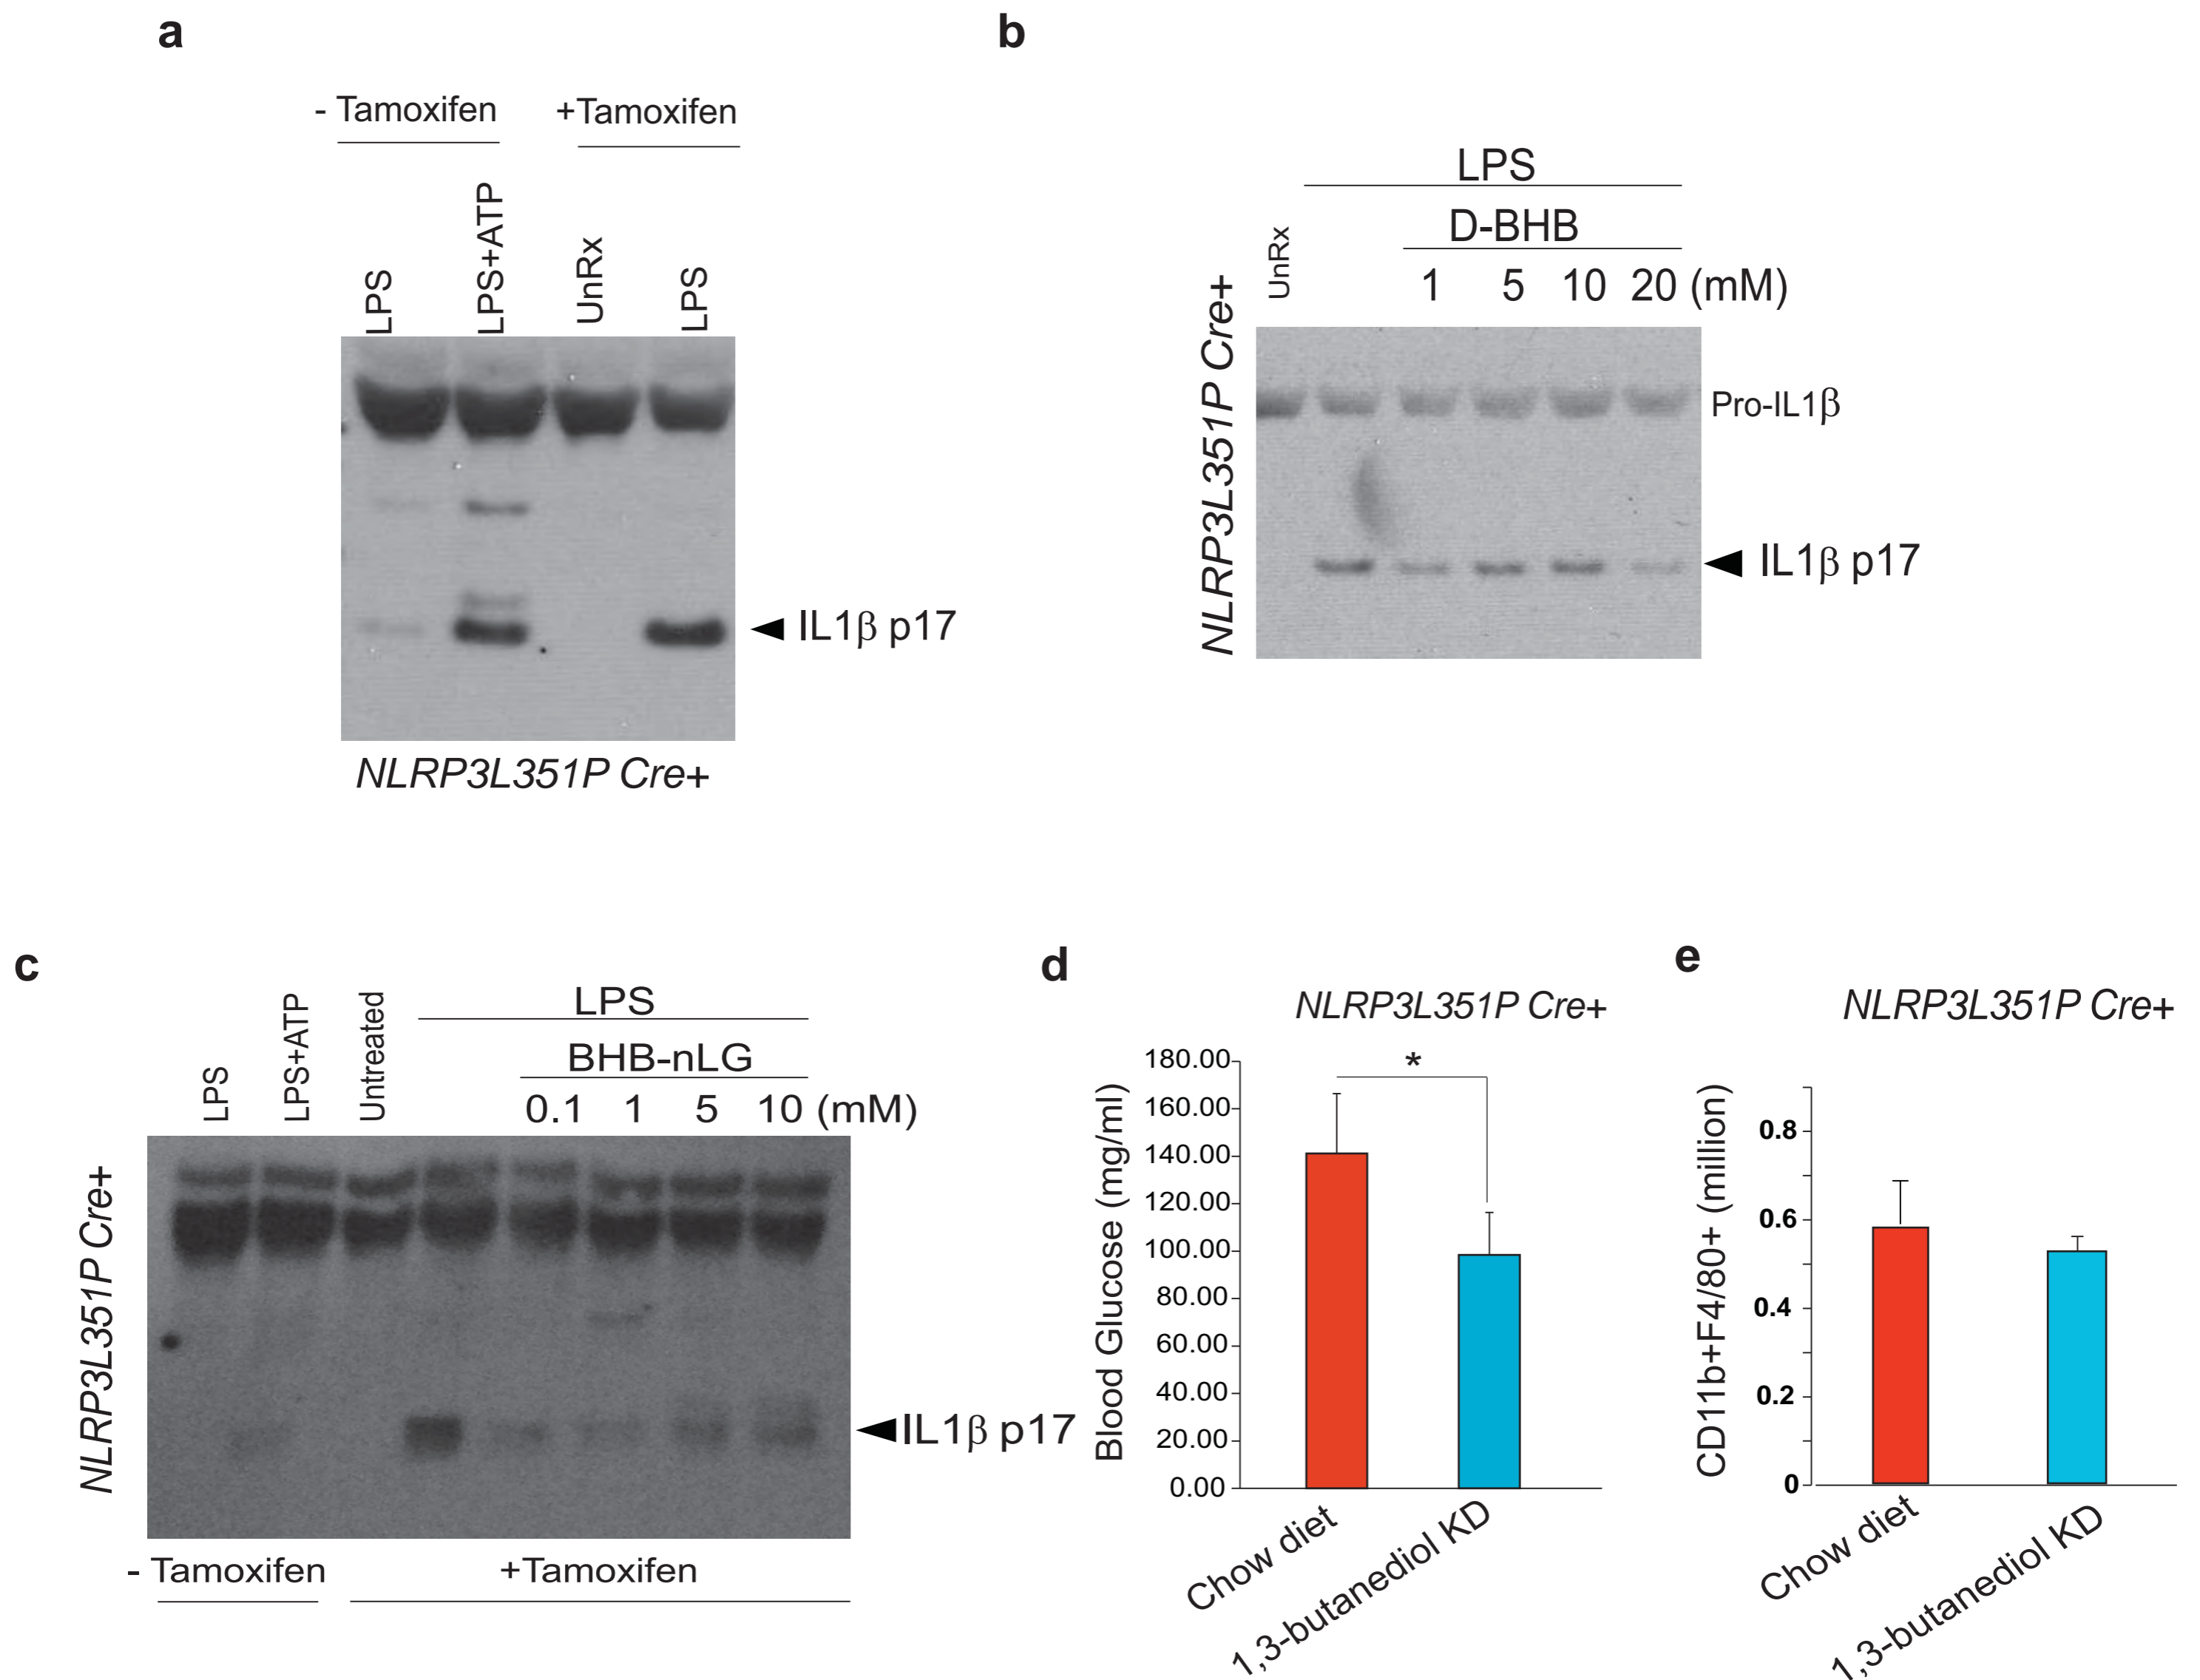 a
- Tamoxifen
+Tamoxifen
LPS
LPS+ATP
UnRx
LPS
IL1β p17
NLRP3L351P Cre+
b
LPS
D-BHB
UnRx
1 5 10 20 (mM)
NLRP3L351P Cre+
Pro-IL1β
IL1β p17
c
LPS
LPS+ATP
Untreated
LPS
BHB-nLG
0.1 1 5 10 (mM)
NLRP3L351P Cre+
IL1β p17
- Tamoxifen
+Tamoxifen
d
NLRP3L351P Cre+
*
Blood Glucose (mg/ml)
180.00
160.00
140.00
120.00
100.00
80.00
60.00
40.00
20.00
0.00
Chow diet
1,3-butanediol KD
e
NLRP3L351P Cre+
CD11b+F4/80+ (million)
0.8
0.6
0.4
0.2
0
Chow diet
1,3-butanediol KD